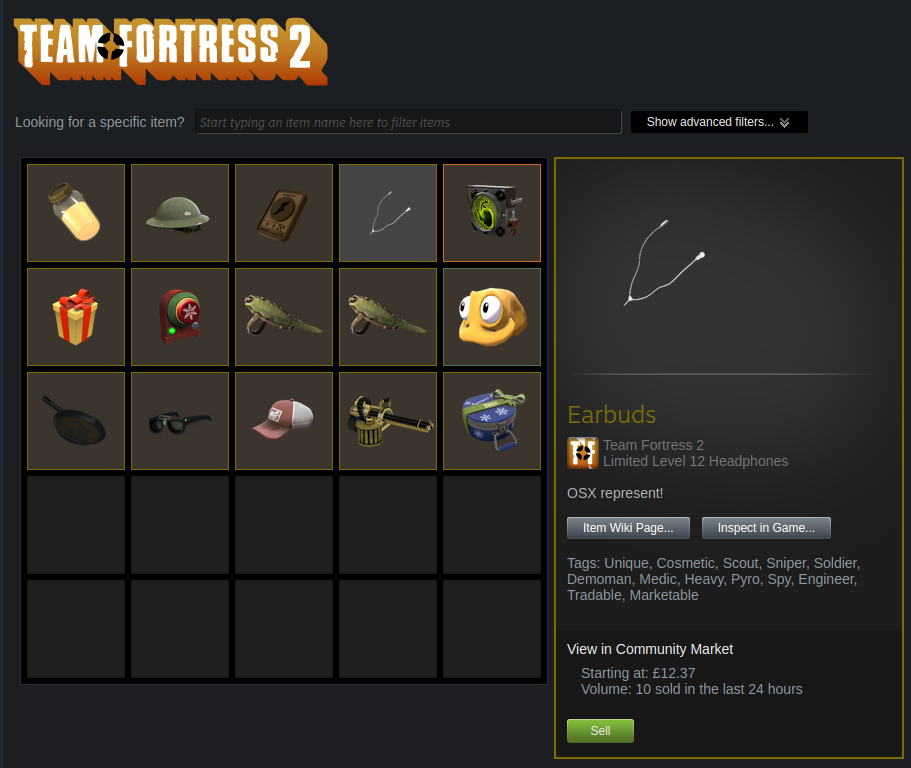 TEAM FORTRESS 2
Looking for a specific item?
Start typing an item name here to filter items
Show advanced filters...
Earbuds
Team Fortress 2
Limited Level 12 Headphones
OSX represent!
Item Wiki Page...
Inspect in Game...
Tags: Unique, Cosmetic, Scout, Sniper, Soldier,
Demoman, Medic, Heavy, Pyro, Spy, Engineer,
Tradable, Marketable
View in Community Market
Starting at: £12.37
Volume: 10 sold in the last 24 hours
Sell